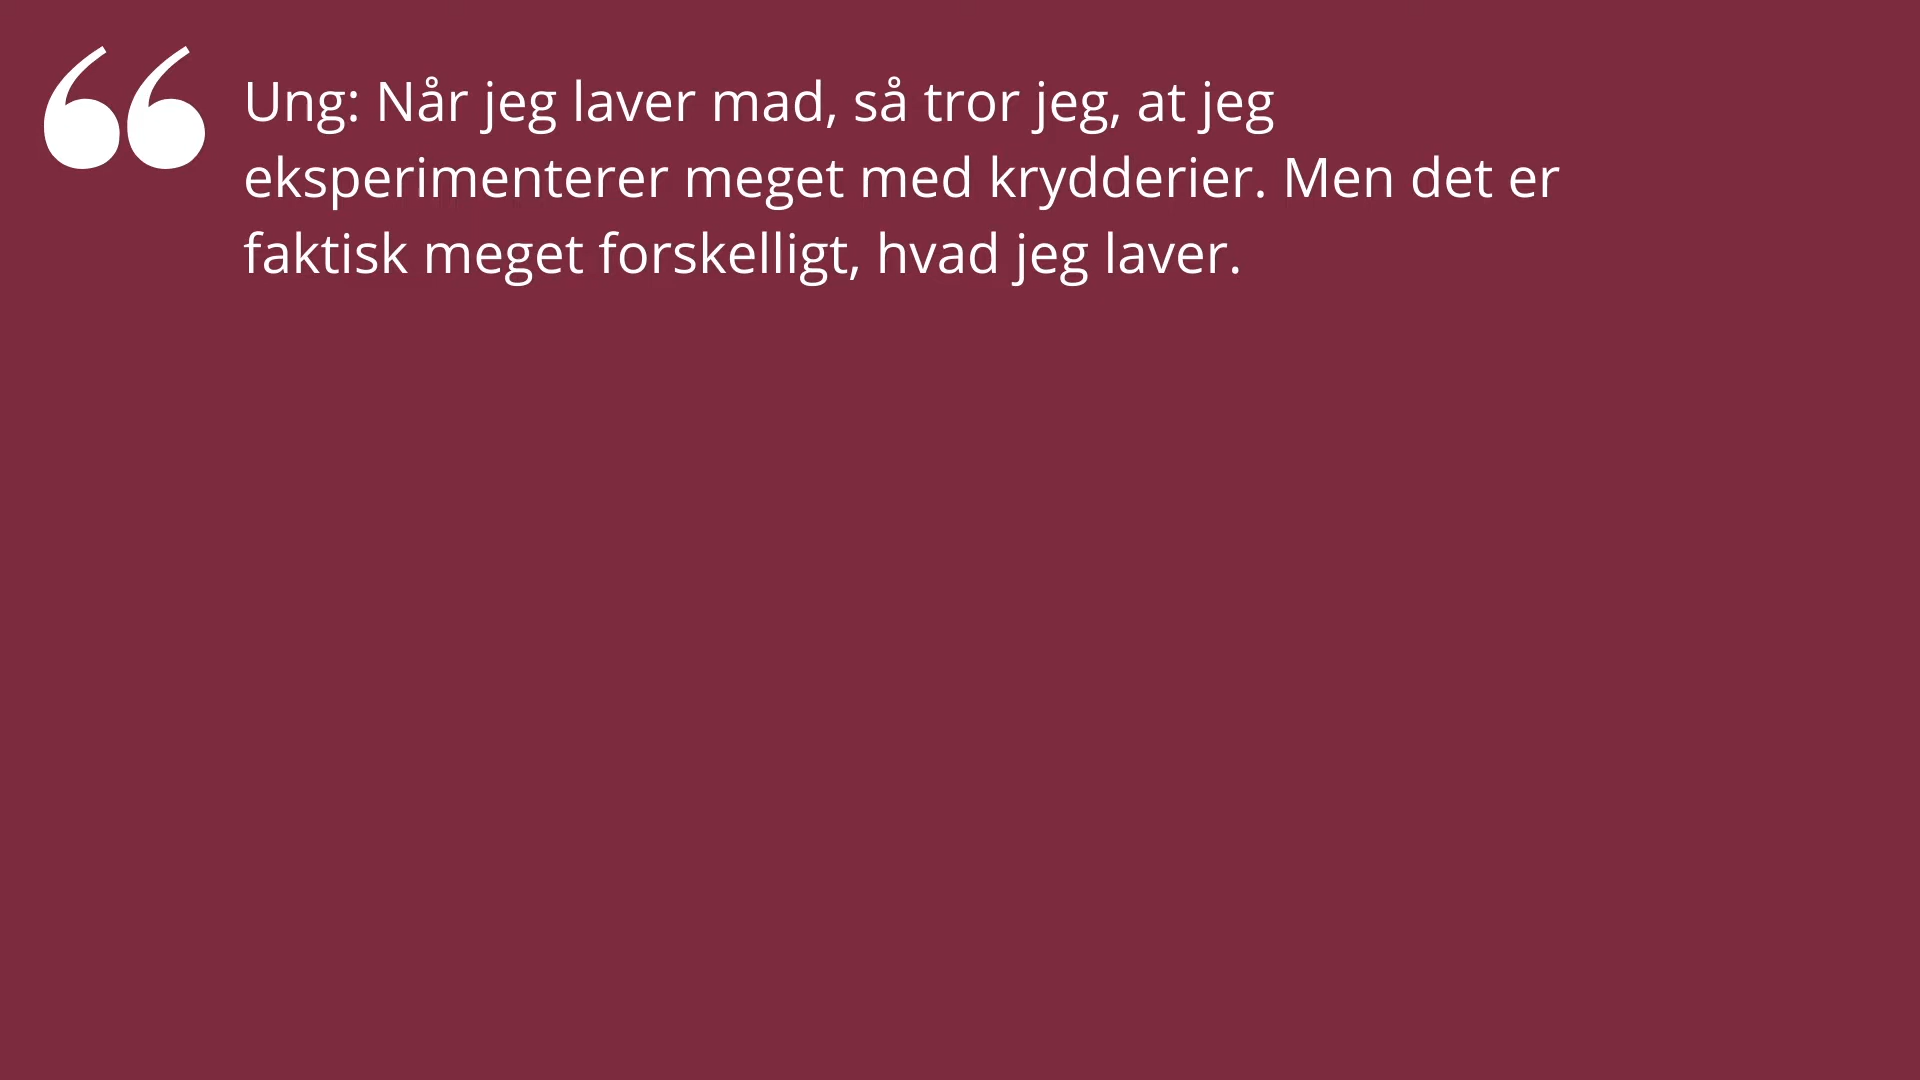 “
Ung: Når jeg laver mad, så tror jeg, at jeg
eksperimenterer meget med krydderier. Men det er
faktisk meget forskelligt, hvad jeg laver.